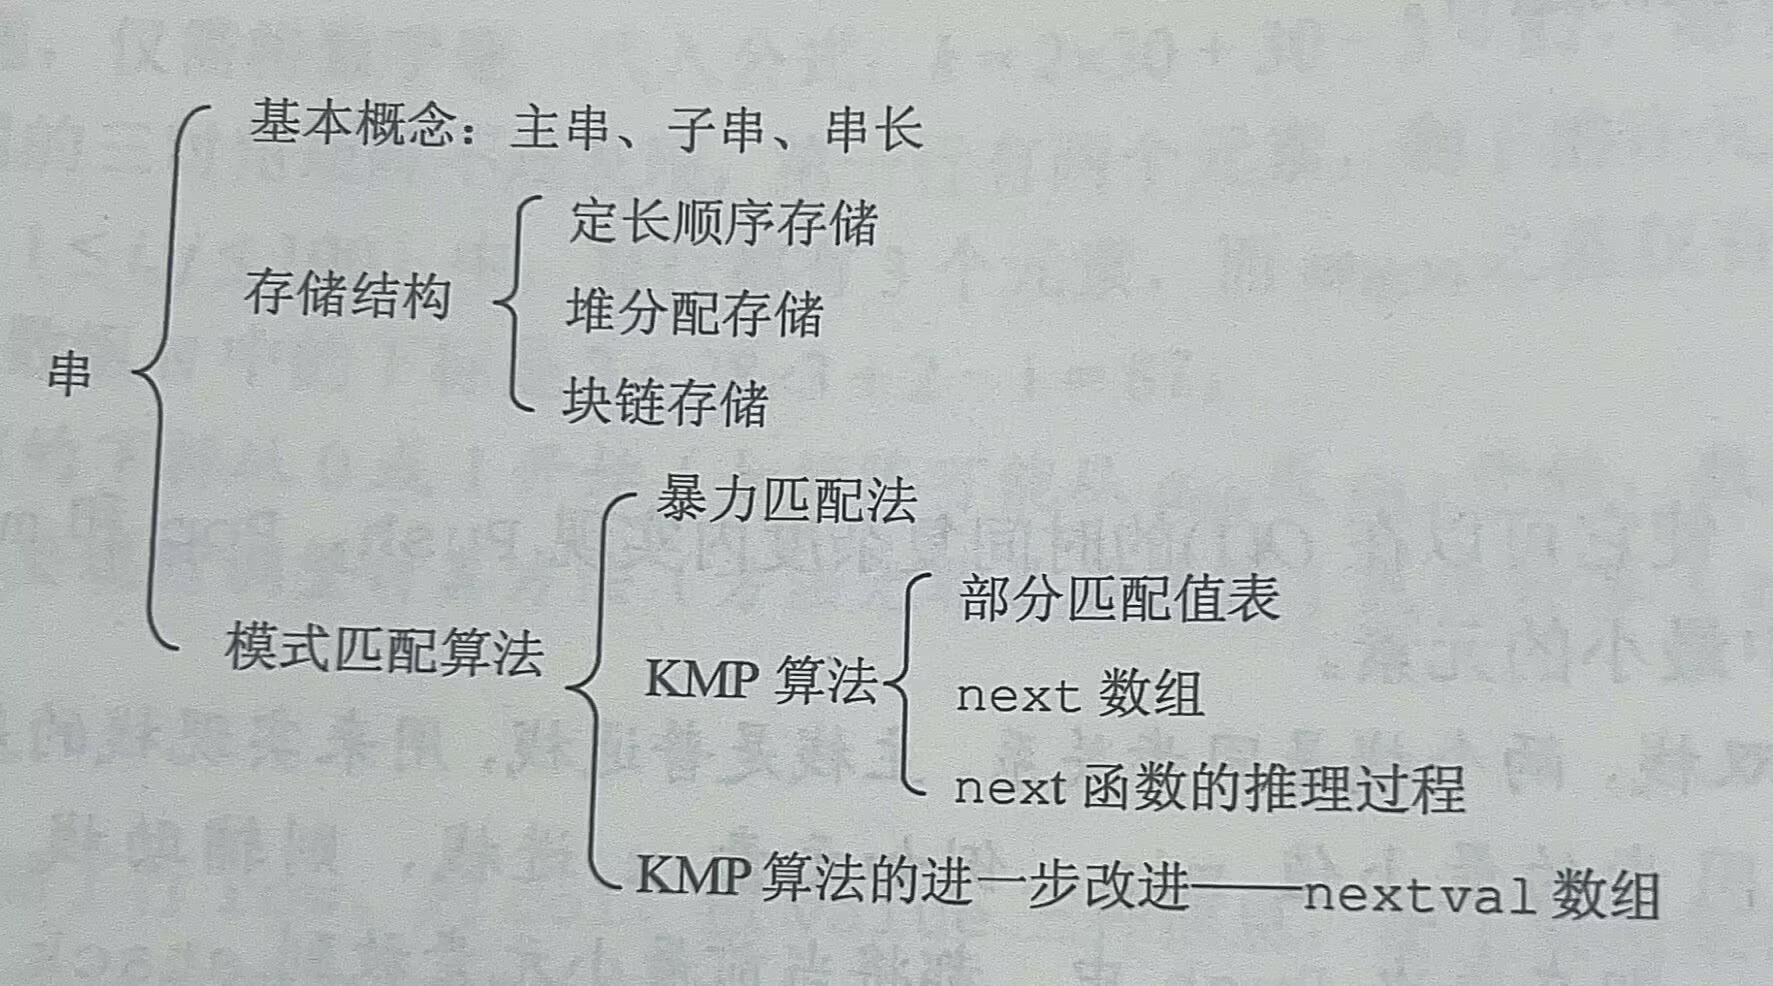 基本概念：主串、子串、串长
定长顺序存储
存储结构
堆分配存储
串
块链存储
暴力匹配法
部分匹配值表
模式匹配算法
KMP 算法
next 数组
next 函数的推理过程
KMP 算法的进一步改进——nextval 数组